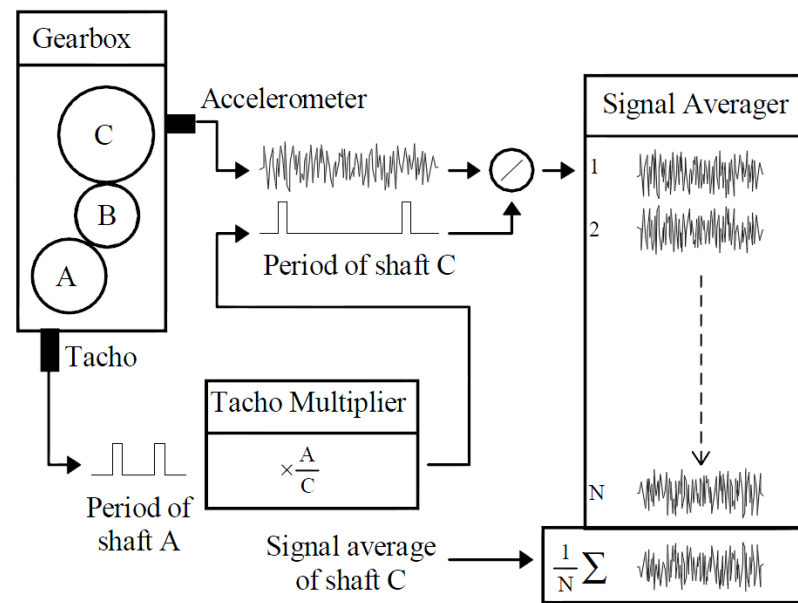 Gearbox
C
B
A
Accelerometer
Period of shaft C
Tacho
Period of
shaft A
Tacho Multiplier
× A/C
Signal Averager
1
2
N
Signal average
of shaft C
1/N ∑